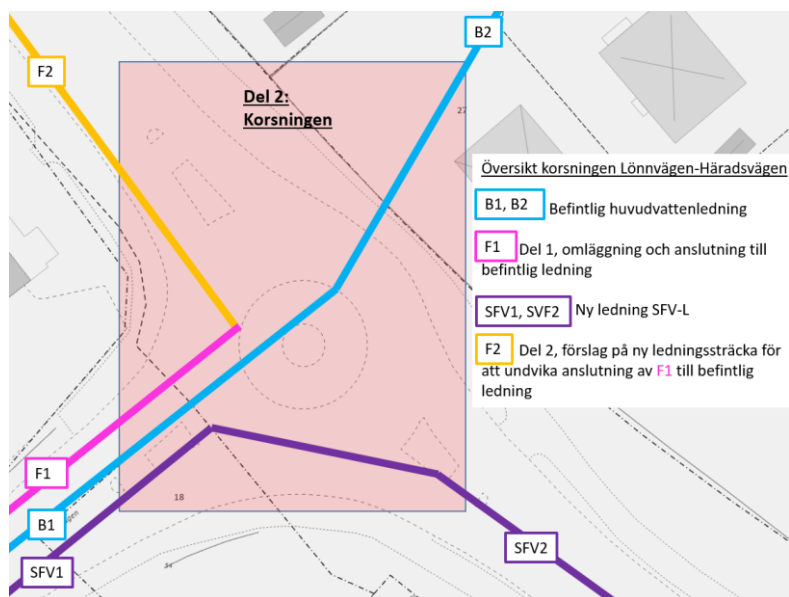 B2
F2
Del 2:
Korsningen
27
Översikt korsningen Lönnvägen-Häradsvägen
B1, B2 Befintlig huvudvattenledning
F1 Del 1, omläggning och anslutning till
befintlig ledning
SFV1, SVF2 Ny ledning SFV-L
F2 Del 2, förslag på ny ledningssträcka för
att undvika anslutning av F1 till befintlig
ledning
F1
18
B1
SFV2
SFV1